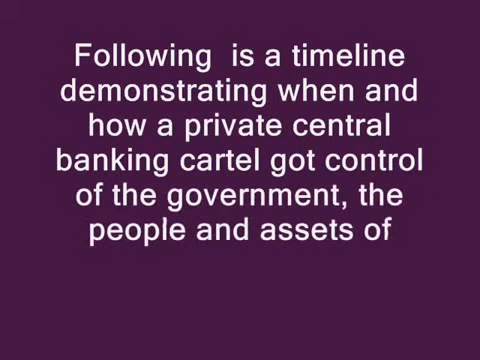 Following  is a timeline
demonstrating when and
how a private central
banking cartel got control
of the government, the
people and assets of